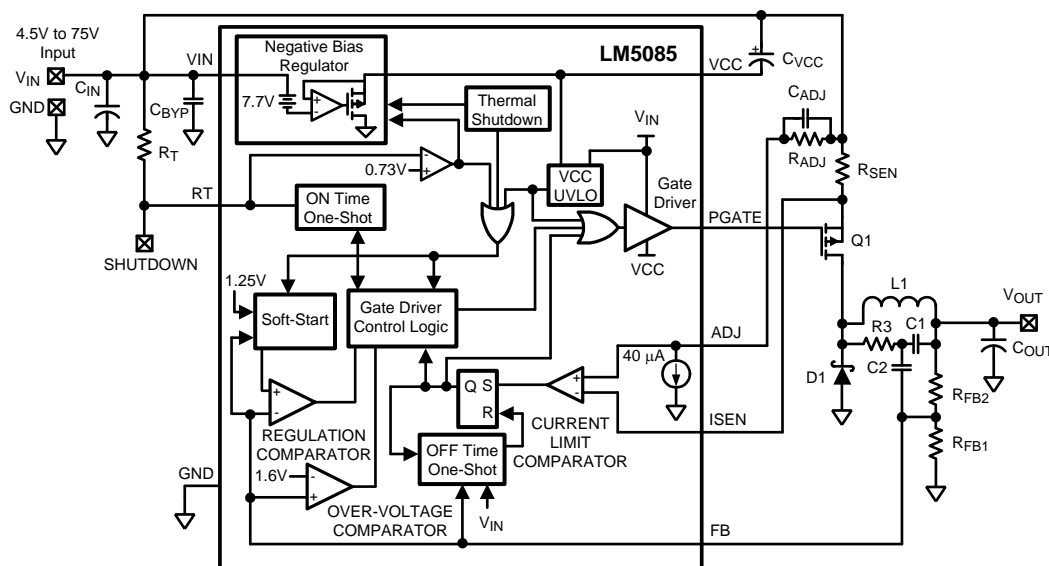 4.5V to 75V
Input
VIN
GND
CIN
CBYP
RT
VIN
RT
SHUTDOWN
GND
Negative Bias
Regulator
7.7V
LM5085
Thermal
Shutdown
0.73V
ON Time
One-Shot
VCC
UVLO
VIN
Gate
Driver
VCC
1.25V
Soft-Start
Gate Driver
Control Logic
REGULATION
COMPARATOR
1.6V
OVER-VOLTAGE
COMPARATOR
Q S
R
OFF Time
One-Shot
VIN
CURRENT
LIMIT
COMPARATOR
40 μA
VCC
PGATE
ADJ
ISEN
FB
CVCC
CADJ
RADJ
RSEN
Q1
L1
R3
C1
C2
D1
VOUT
COUT
RFB2
RFB1